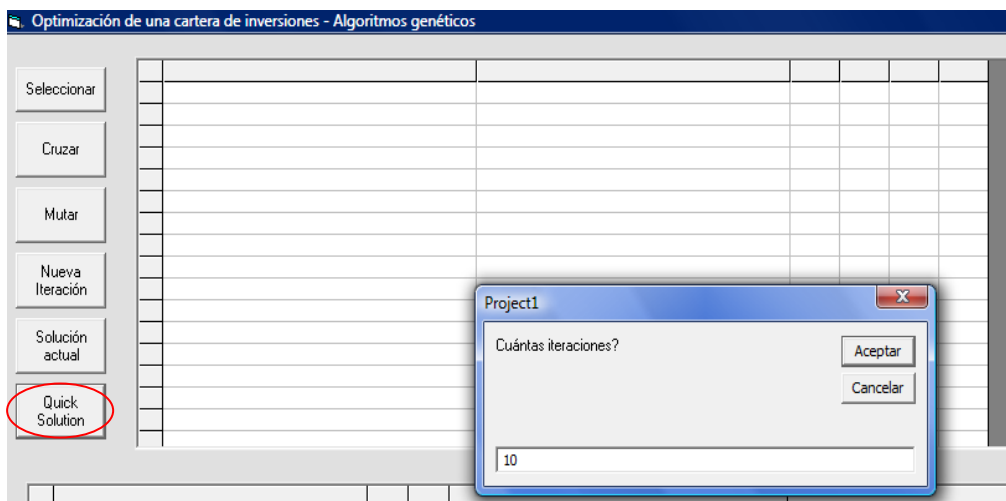 Optimización de una cartera de inversiones - Algoritmos genéticos
Seleccionar
Cruzar
Mutar
Nueva
Iteración
Solución
actual
Quick
Solution
Project1
Cuántas iteraciones?
Aceptar
Cancelar
10